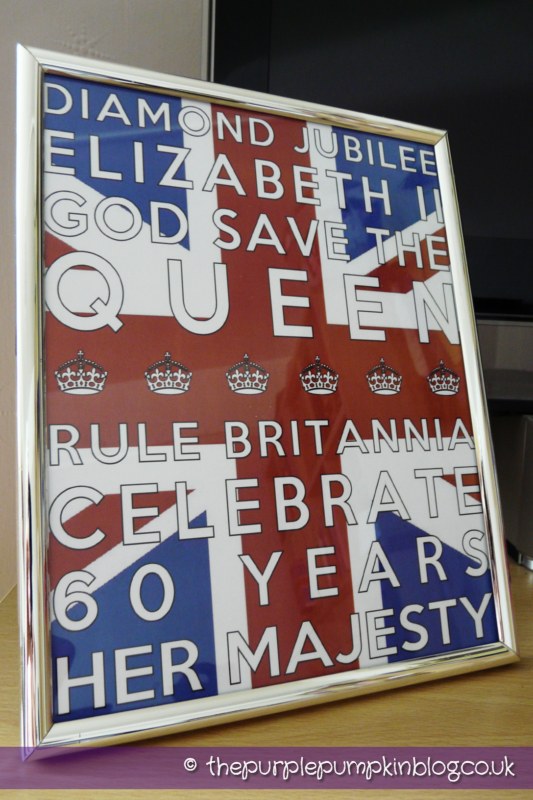 DIAMOND JUBILEE
ELIZABETH II
GOD SAVE THE
QUEEN
RULE BRITANNIA
CELEBRATE
60 YEARS
HER MAJESTY
© thepurplepumpkinblog.co.uk